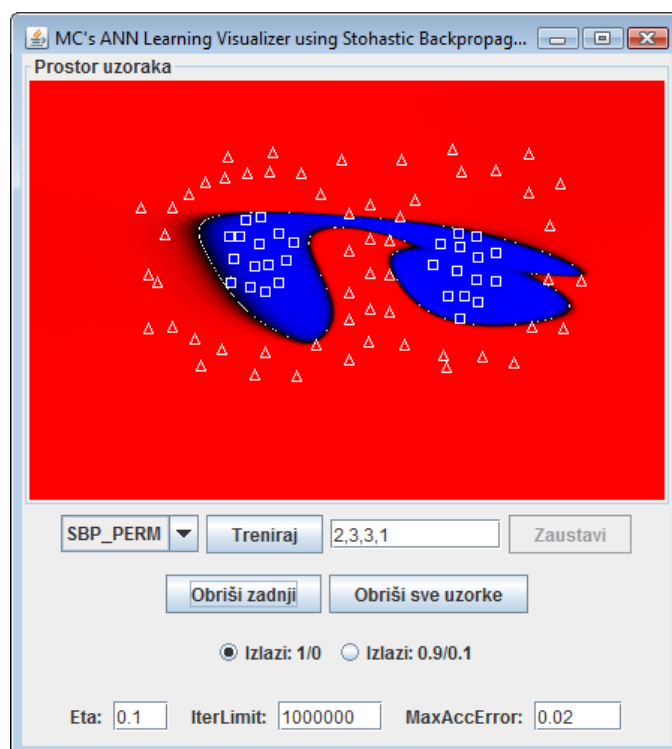 MC's ANN Learning Visualizer using Stohastic Backpropag...
Prostor uzoraka
SBP_PERM Treniraj 2,3,3,1 Zaustavi
Obriši zadnji Obriši sve uzorke
Izlazi: 1/0 Izlazi: 0.9/0.1
Eta: 0.1 IterLimit: 1000000 MaxAccError: 0.02